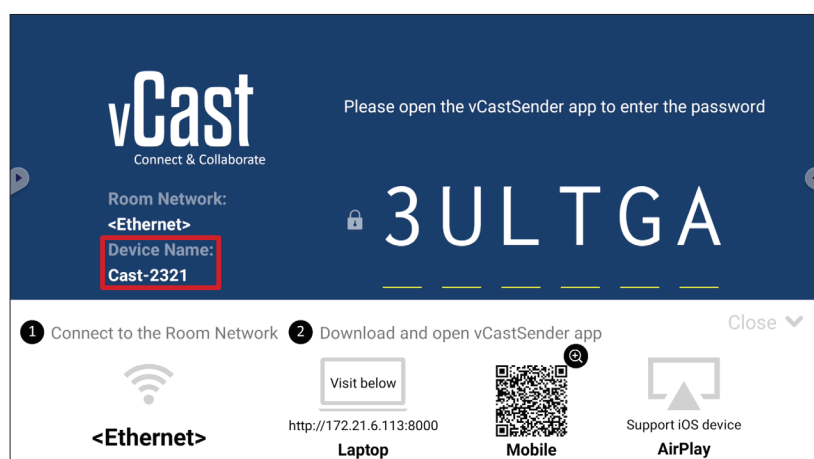 vCast
Connect & Collaborate
Please open the vCastSender app to enter the password
Room Network:
<Ethernet>
Device Name:
Cast-2321
3ULTGA
1 Connect to the Room Network
2 Download and open vCastSender app
Close
<Ethernet>
Visit below
http://172.21.6.113:8000
Laptop
Mobile
Support iOS device
AirPlay